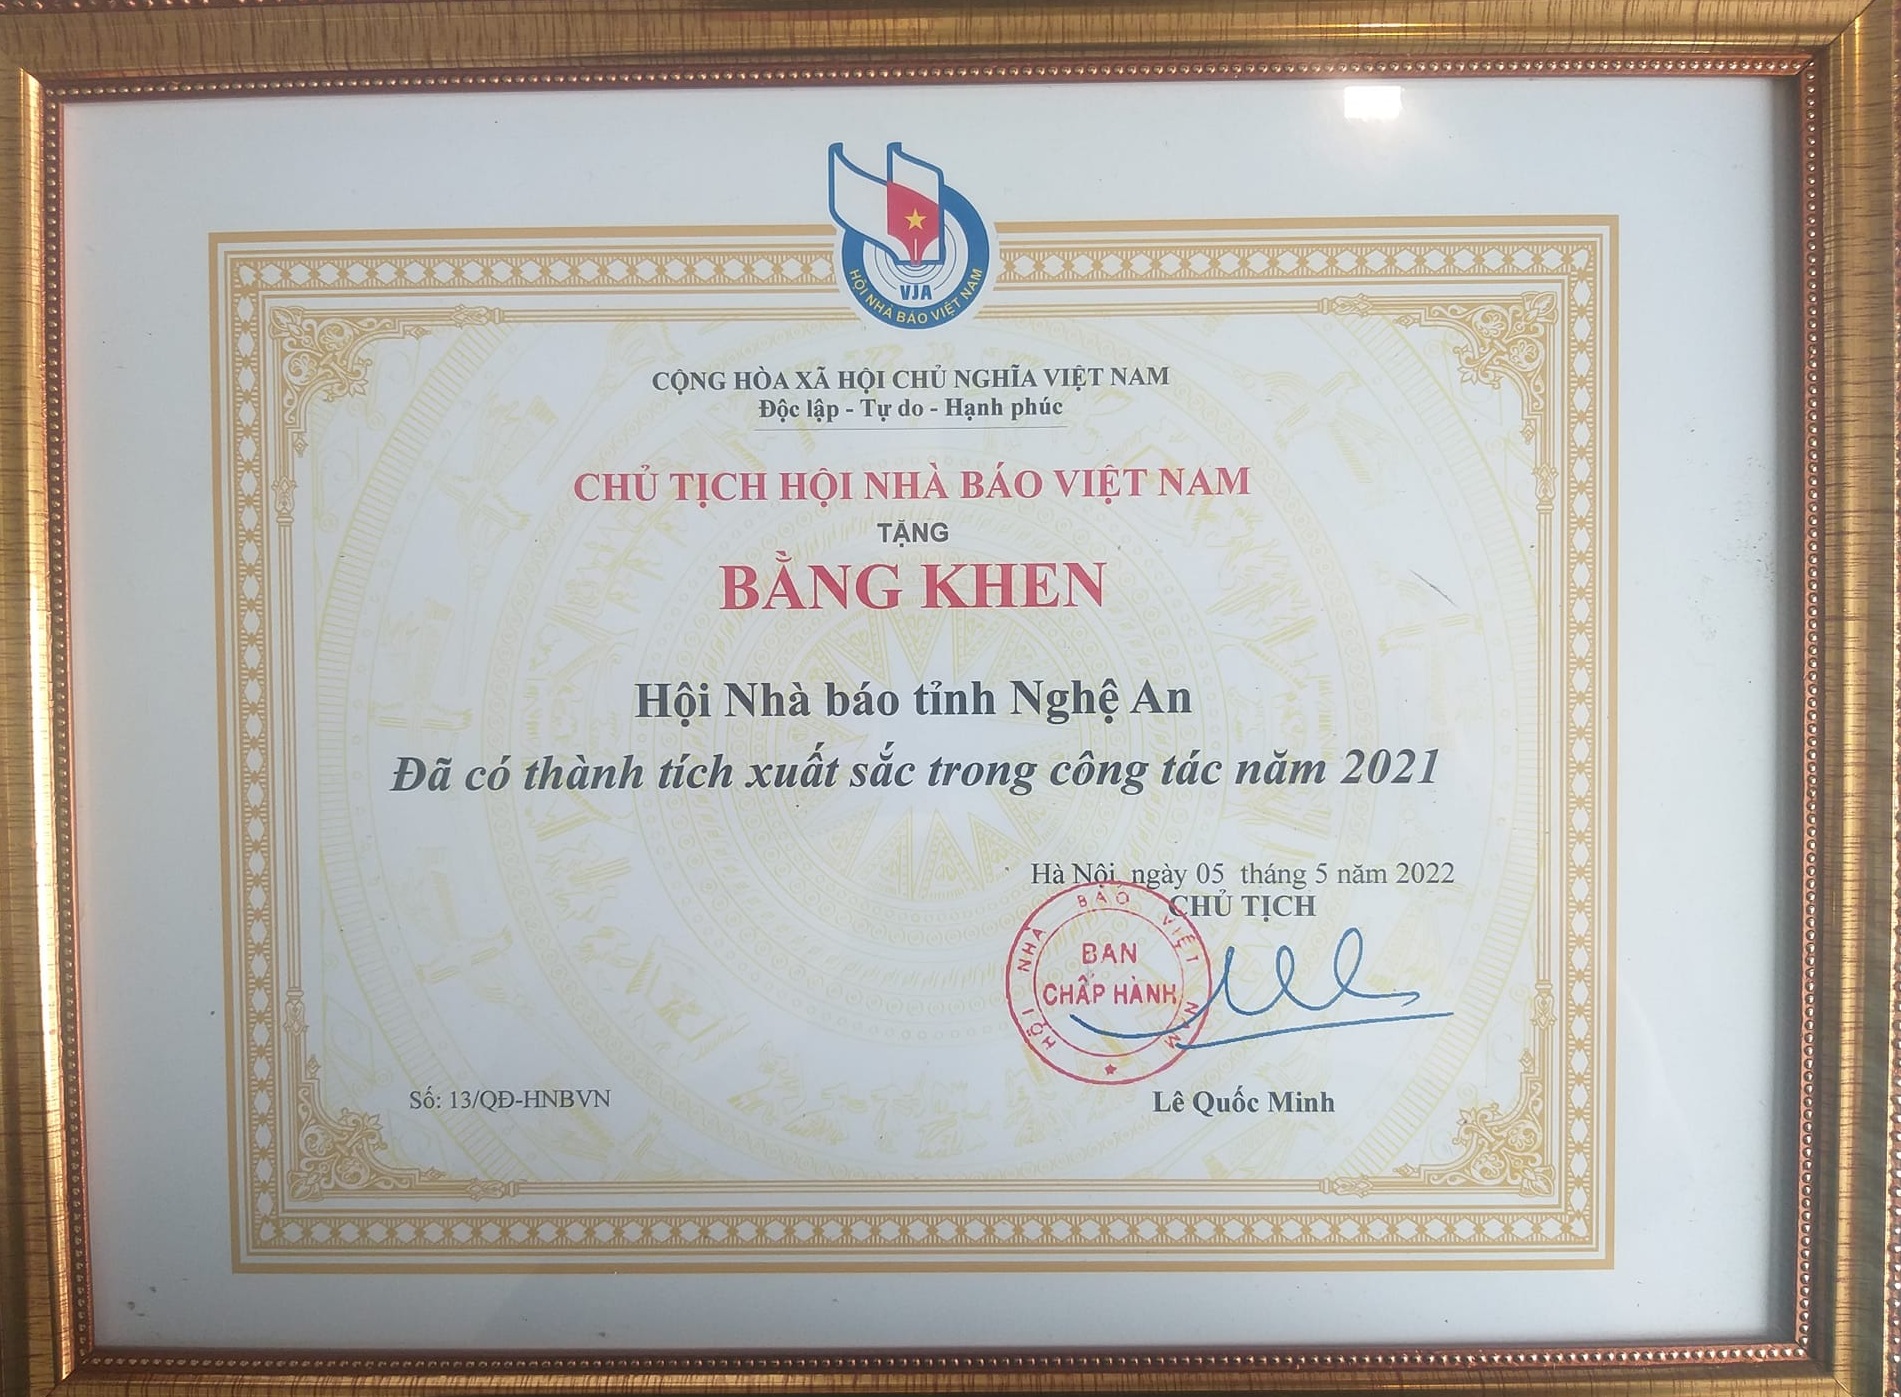 VJA
HỘI NHÀ BÁO VIỆT NAM
CỘNG HÒA XÃ HỘI CHỦ NGHĨA VIỆT NAM
Độc lập - Tự do - Hạnh phúc
CHỦ TỊCH HỘI NHÀ BÁO VIỆT NAM
TẶNG
BẰNG KHEN
Hội Nhà báo tỉnh Nghệ An
Đã có thành tích xuất sắc trong công tác năm 2021
Hà Nội, ngày 05 tháng 5 năm 2022
CHỦ TỊCH
HỘI NHÀ BÁO VIỆT NAM
BAN
CHẤP HÀNH
Số: 13/QĐ-HNBVN
Lê Quốc Minh